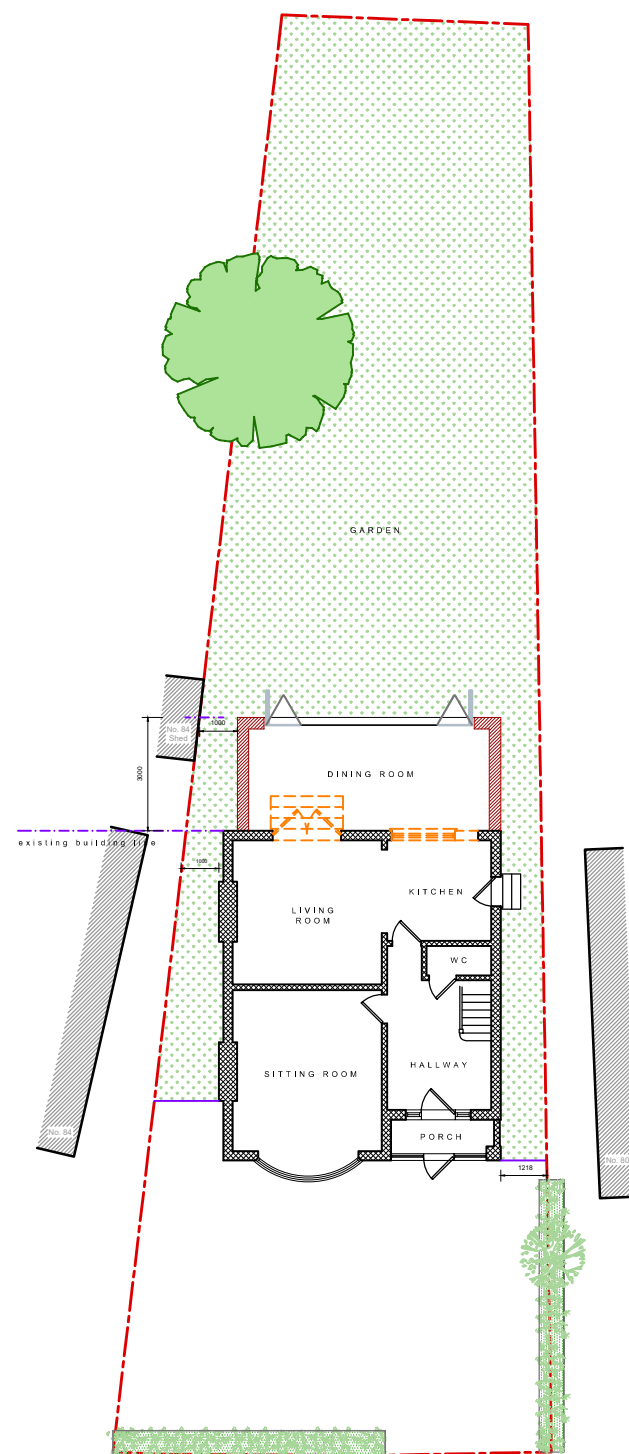 GARDEN
No. 84
Shed
1000
3000
DINING ROOM
existing building line
1000
KITCHEN
LIVING
ROOM
WC
SITTING ROOM
HALLWAY
PORCH
No. 84
No. 80
1218